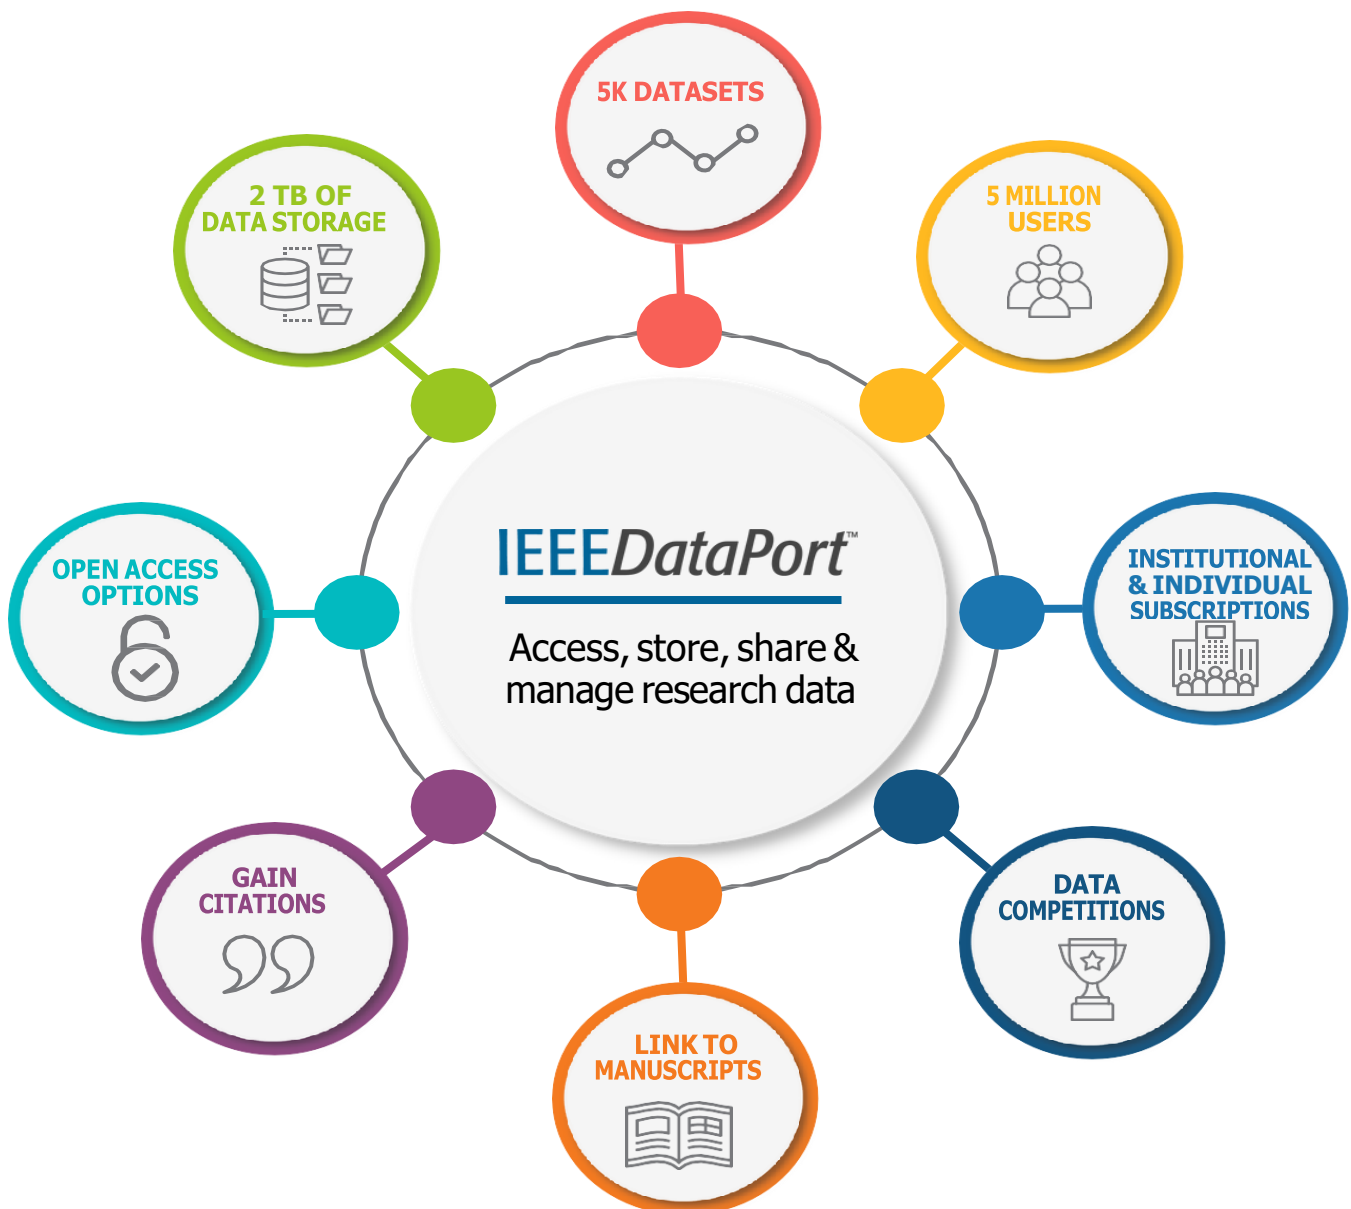 5K DATASETS
5 MILLION
USERS
2 TB OF
DATA STORAGE
IEEEDataPort™
Access, store, share &
manage research data
INSTITUTIONAL
& INDIVIDUAL
SUBSCRIPTIONS
OPEN ACCESS
OPTIONS
DATA
COMPETITIONS
GAIN
CITATIONS
LINK TO
MANUSCRIPTS